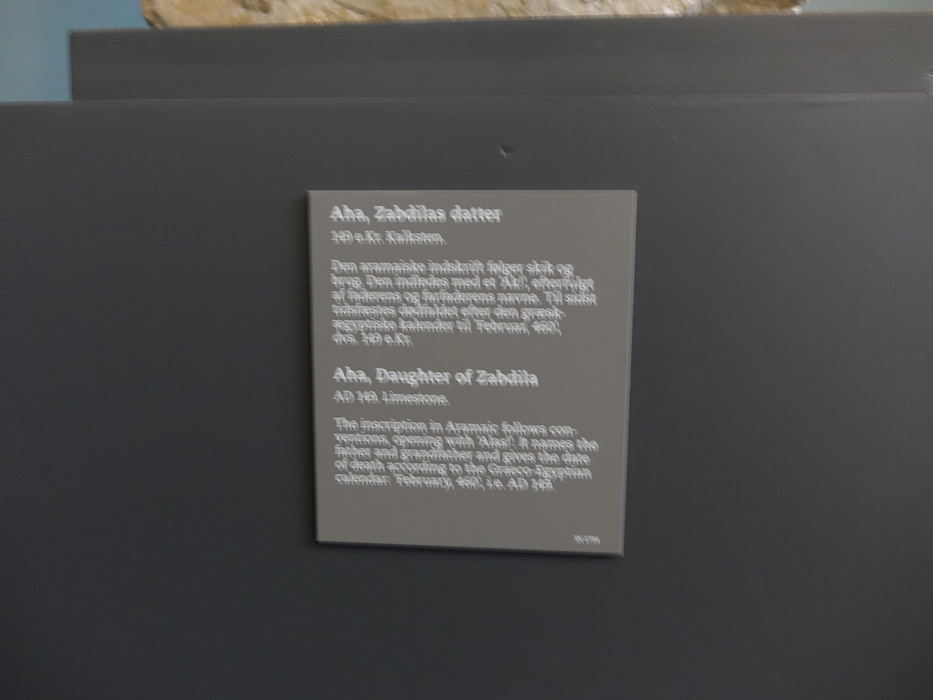 Aha, Zabdilas datter
149 e.Kr. Kalksten.
Den aramaiske indskrift følger skik og
brug. Den indledes med et 'Ak!', efterfulgt
af faderens og farfaderens navne. Til sidst
tidsfæstes dødfaldet efter den græsk-
ægyptiske kalender til 'Februar, 460',
dvs. 149 e.Kr.
Aha, Daughter of Zabdila
AD 149. Limestone.
The inscription in Aramaic follows con-
ventions, opening with 'Alas!'. It names the
father and grandfather and gives the date
of death according to the Graeco-Egyptian
calendar: 'February, 460', i.e. AD 149.